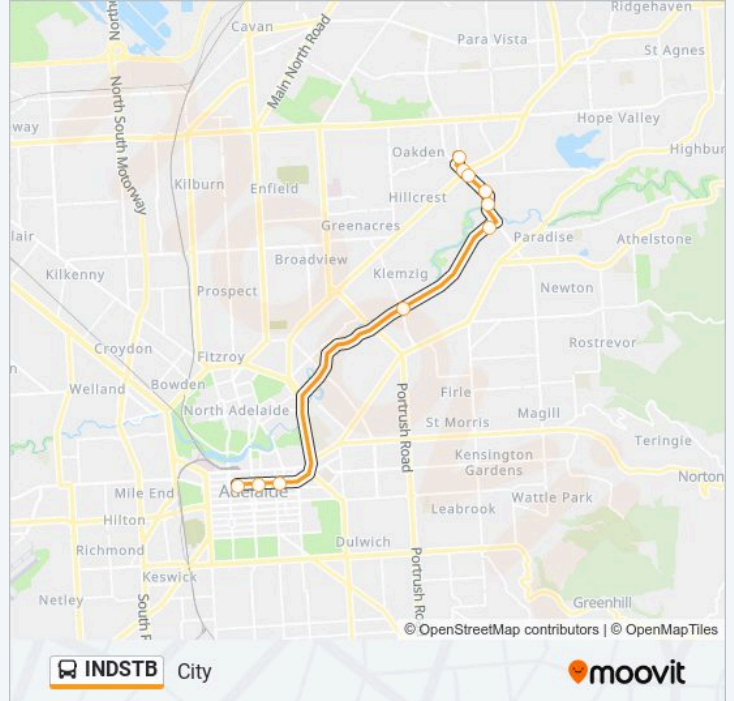 Ridgehaven
Cavan
Para Vista
St Agnes
Main North Road
North South Motorway
Hope Valley
way
Oakden
Highbur
Kilburn
Enfield
Hillcrest
Greenacres
lair
Paradise
Athelstone
Broadview
Klemzig
Kilkenny
Prospect
Newton
Croydon
Rostrevor
Fitzroy
n
Welland
Bowden
Portrush Road
Firle
North Adelaide
Magill
St Morris
Teringie
Kensington
Gardens
Norton
Mile End
Adelaide
Wattle Park
Leabrook
Hilton
Dulwich
Richmond
Portrush Ro
Keswick
South R
Netley
Greenhill
© OpenStreetMap contributors | © OpenMapTiles
INDSTB City
moovit